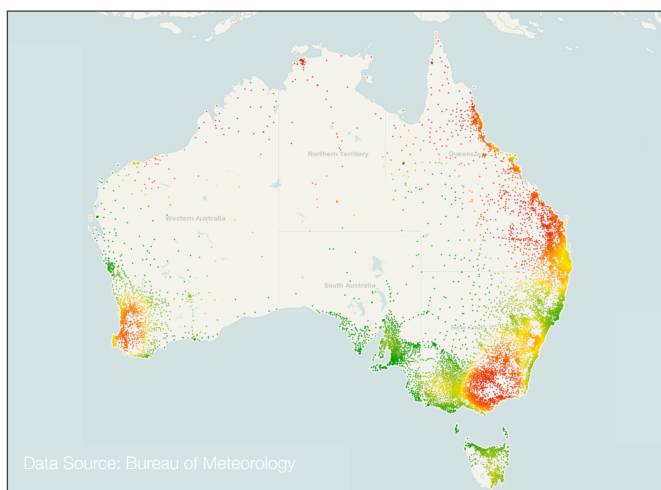 Northern Territory
Queensland
Western Australia
South Australia
Data Source: Bureau of Meteorology